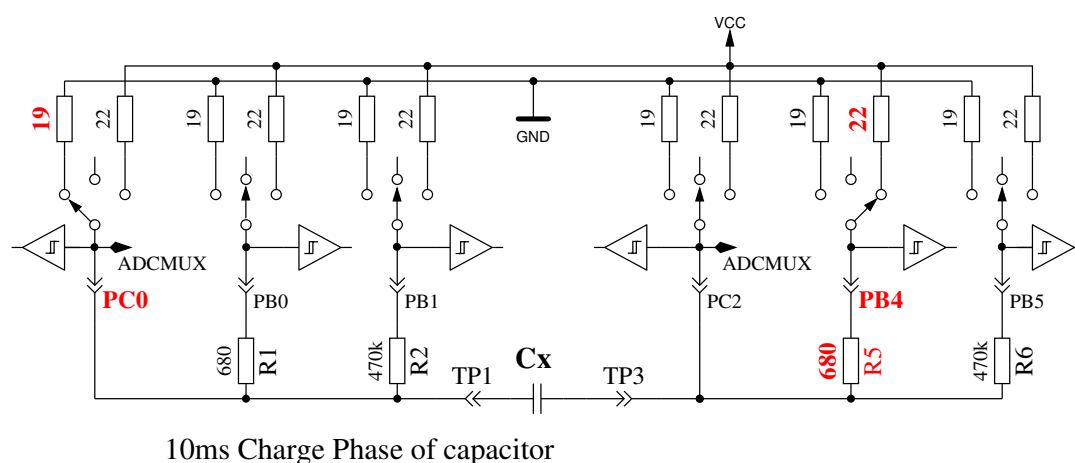 VCC
19 22 19 22 19 22 19 22 19 22 19 22
GND
ADCMUX ADCMUX
PC0 PB0 PB1 PC2 PB4 PB5
680 R1 470k R2 680 R5 470k R6
TP1 Cx TP3
10ms Charge Phase of capacitor